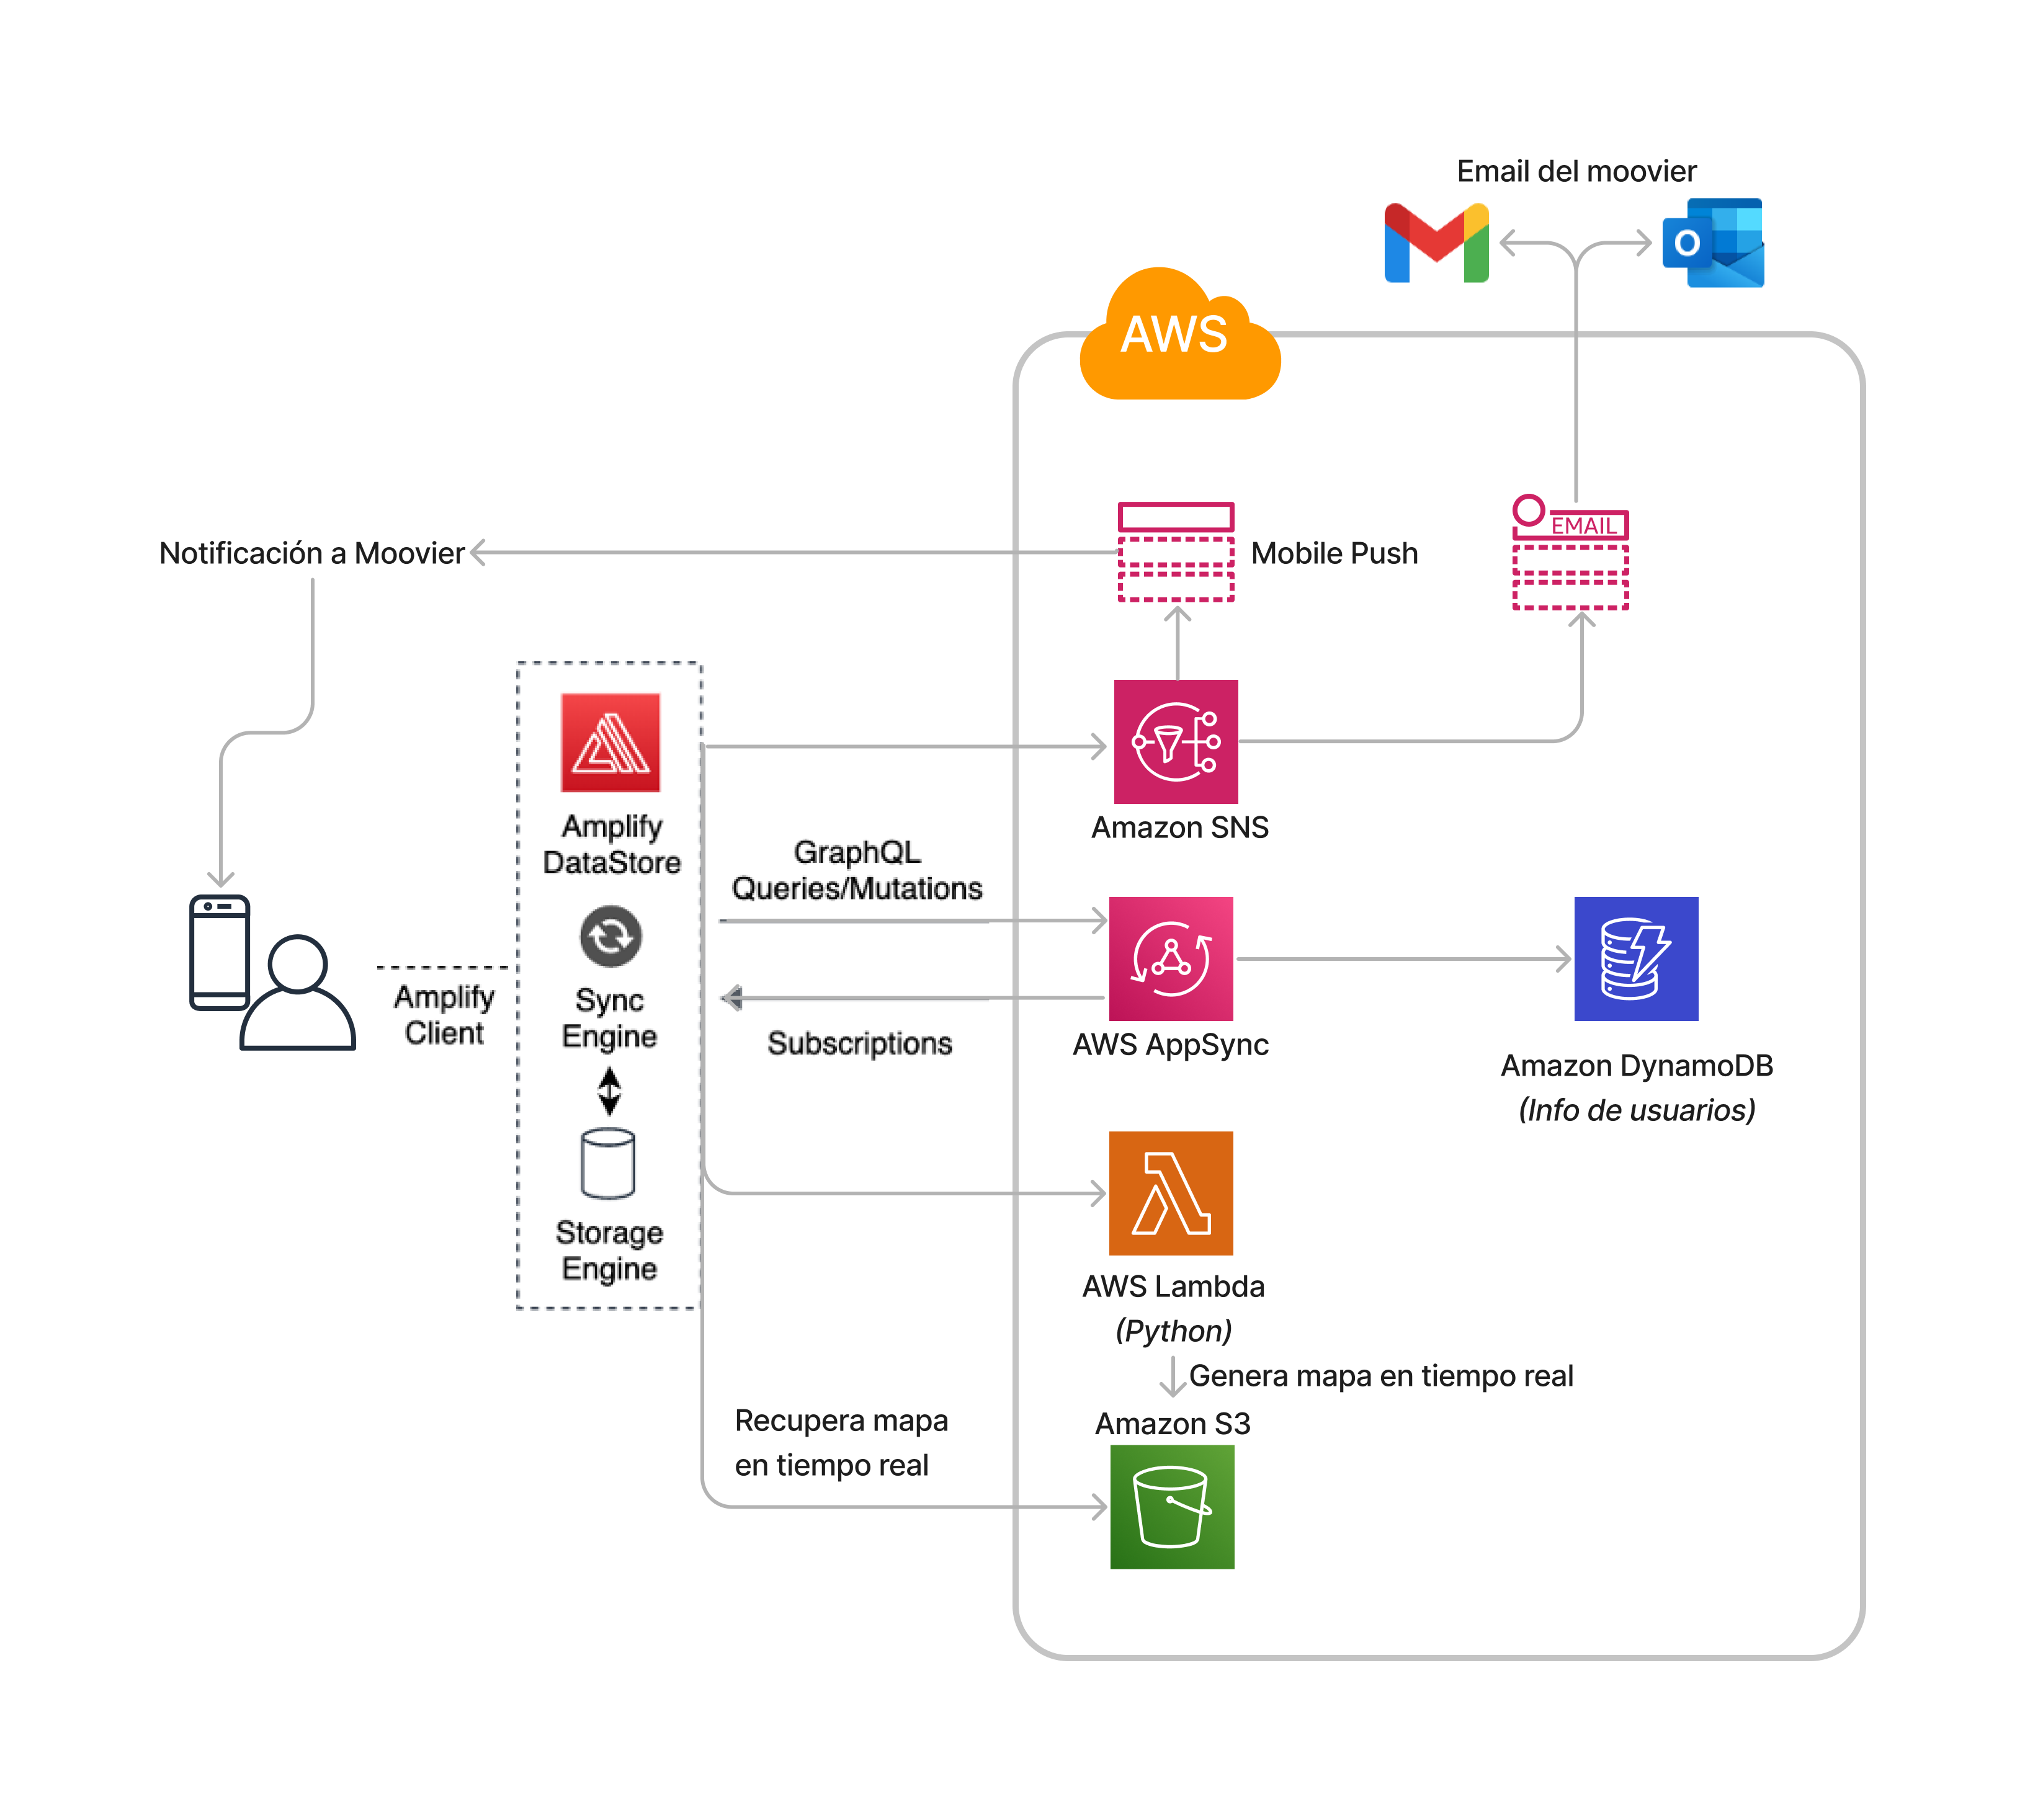 Email del moovier
O
AWS
EMAIL
Notificación a Moovier
Mobile Push
Amplify
DataStore
Amazon SNS
GraphQL
Queries/Mutations
Amplify
Client
Sync
Engine
Subscriptions
AWS AppSync
Amazon DynamoDB
(Info de usuarios)
Storage
Engine
AWS Lambda
(Python)
Genera mapa en tiempo real
Recupera mapa
en tiempo real
Amazon S3